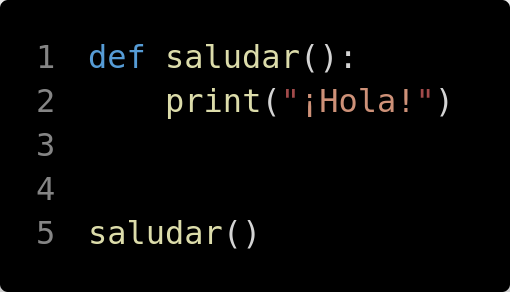 1 def saludar():
2     print("¡Hola!")
3
4
5 saludar()